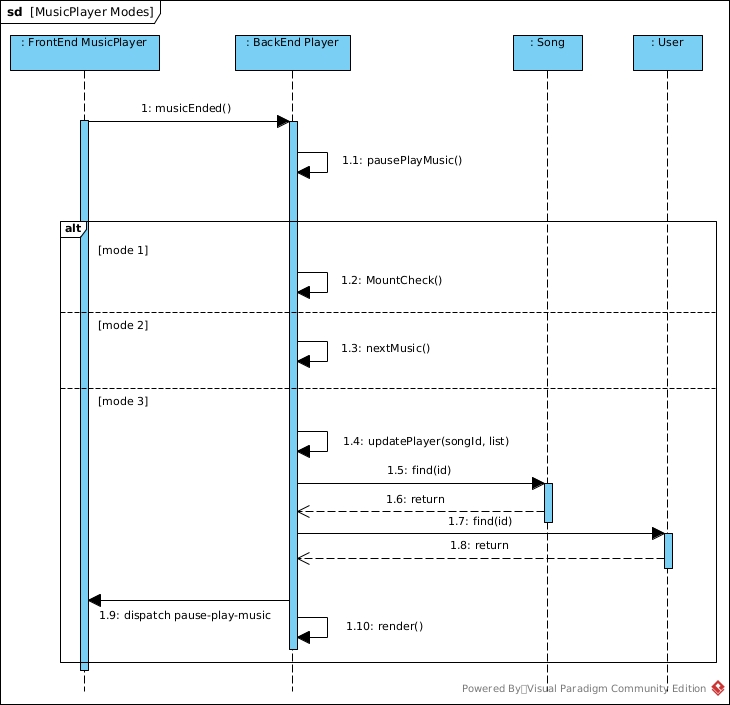 sd [MusicPlayer Modes]
: FrontEnd MusicPlayer
: BackEnd Player
: Song
: User
1: musicEnded()
1.1: pausePlayMusic()
alt
[mode 1]
1.2: MountCheck()
[mode 2]
1.3: nextMusic()
[mode 3]
1.4: updatePlayer(songId, list)
1.5: find(id)
1.6: return
1.7: find(id)
1.8: return
1.9: dispatch pause-play-music
1.10: render()
Powered By Visual Paradigm Community Edition